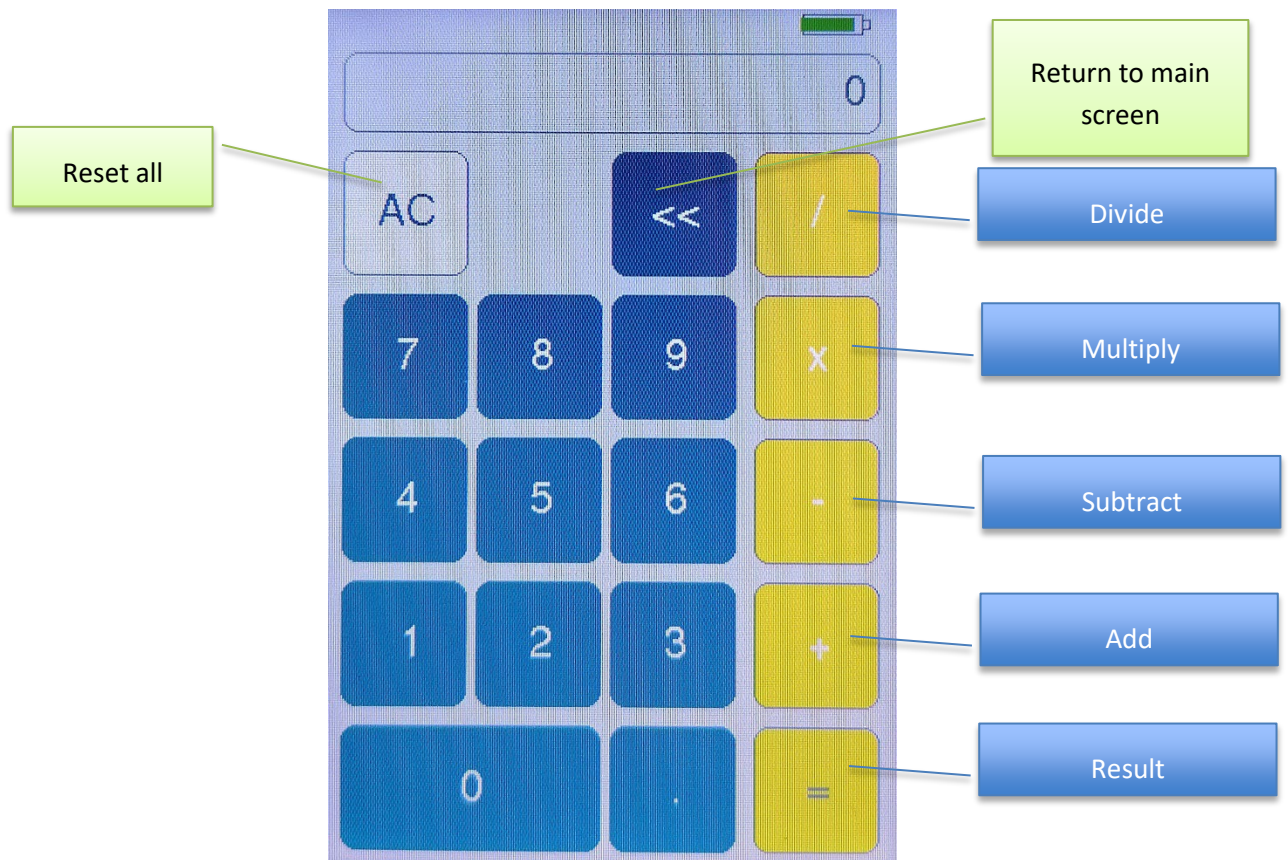 0
Return to main
screen
Reset all
AC
<<
/
Divide
7
8
9
x
Multiply
4
5
6
-
Subtract
1
2
3
+
Add
0
.
=
Result